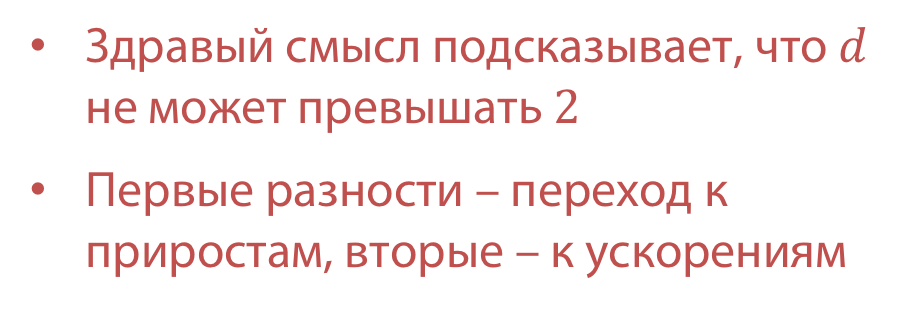 • Здравый смысл подсказывает, что d
не может превышать 2
• Первые разности – переход к
приростам, вторые – к ускорениям